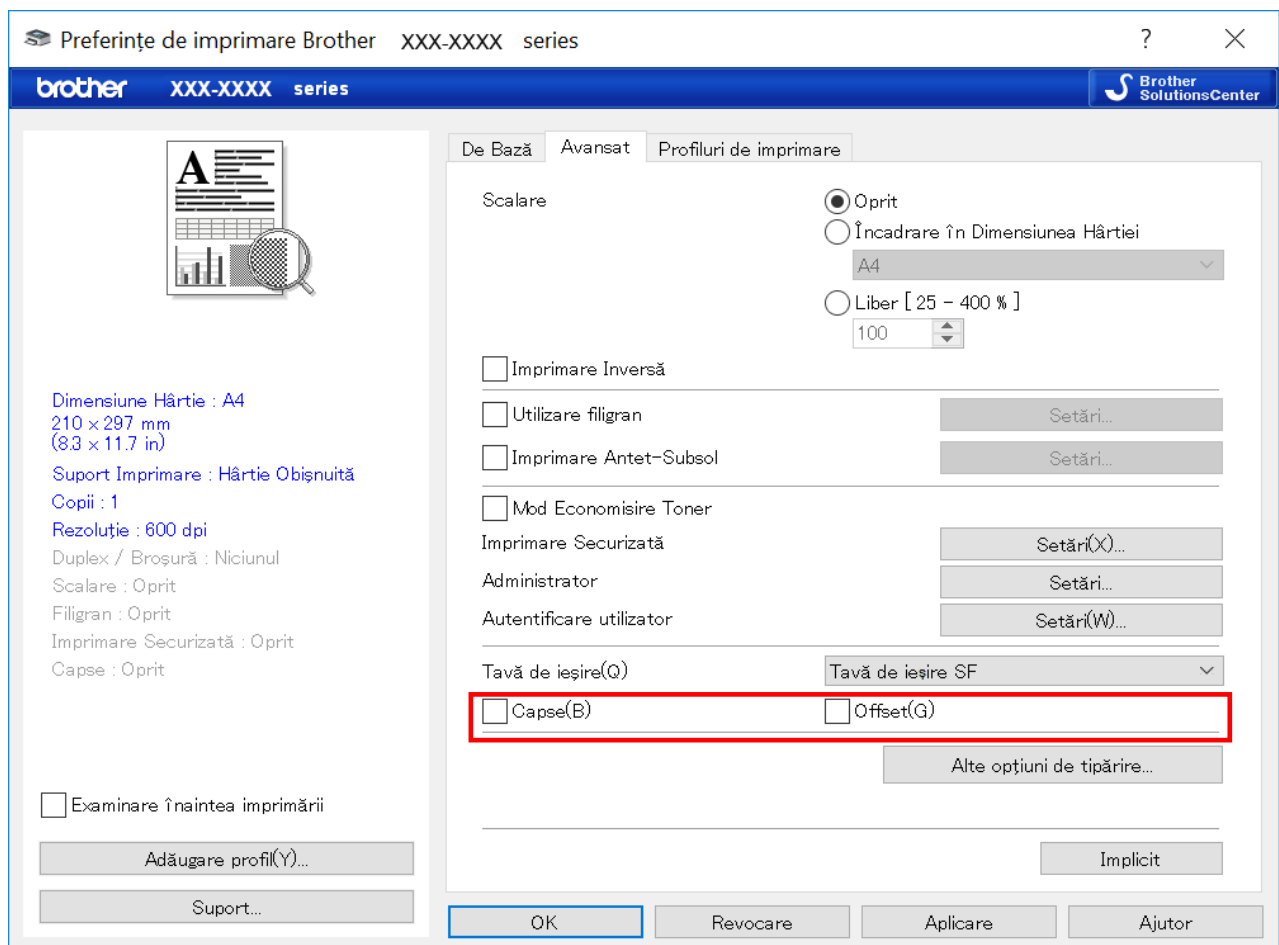 Preferințe de imprimare Brother XXX-XXXX series
?
brother XXX-XXXX series
Brother
SolutionsCenter
A
Dimensiune Hârtie : A4
210 x 297 mm
(8.3 x 11.7 in)
Suport Imprimare : Hârtie Obișnuită
Copii : 1
Rezoluție : 600 dpi
Duplex / Broșură : Niciunul
Scalare : Oprit
Filigran : Oprit
Imprimare Securizată : Oprit
Capse : Oprit
Examinare înaintea imprimării
Adăugare profil(Y)...
Suport...
De Bază Avansat Profiluri de imprimare
Scalare
Oprit
Încadrare în Dimensiunea Hârtiei
A4
Liber [ 25 - 400 % ]
100
Imprimare Inversă
Utilizare filigran Setări...
Imprimare Antet-Subsol Setări...
Mod Economisire Toner
Imprimare Securizată Setări(X)...
Administrator Setări...
Autentificare utilizator Setări(W)...
Tavă de ieșire(Q) Tavă de ieșire SF
Capse(B) Offset(G)
Alte opțiuni de tipărire...
Implicit
OK Revocare Aplicare Ajutor